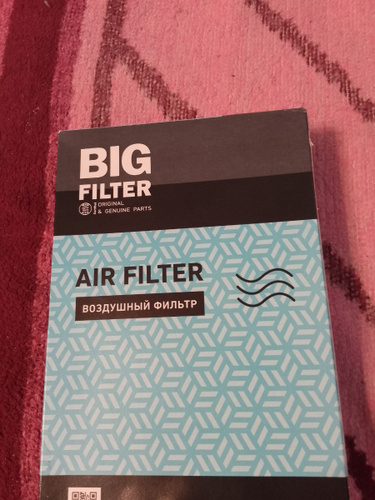 BIG
FILTER
ORIGINAL
& GENUINE PARTS
AIR FILTER
ВОЗДУШНЫЙ ФИЛЬТР